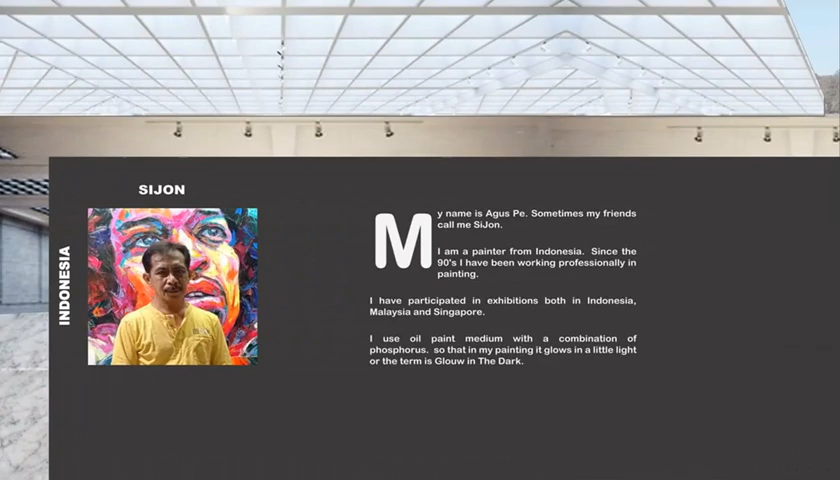 SIJON
INDONESIA
My name is Agus Pe. Sometimes my friends
call me SiJon.
I am a painter from Indonesia. Since the
90's I have been working professionally in
painting.
I have participated in exhibitions both in Indonesia,
Malaysia and Singapore.
I use oil paint medium with a combination of
phosphorus. so that in my painting it glows in a little light
or the term is Glouw in The Dark.